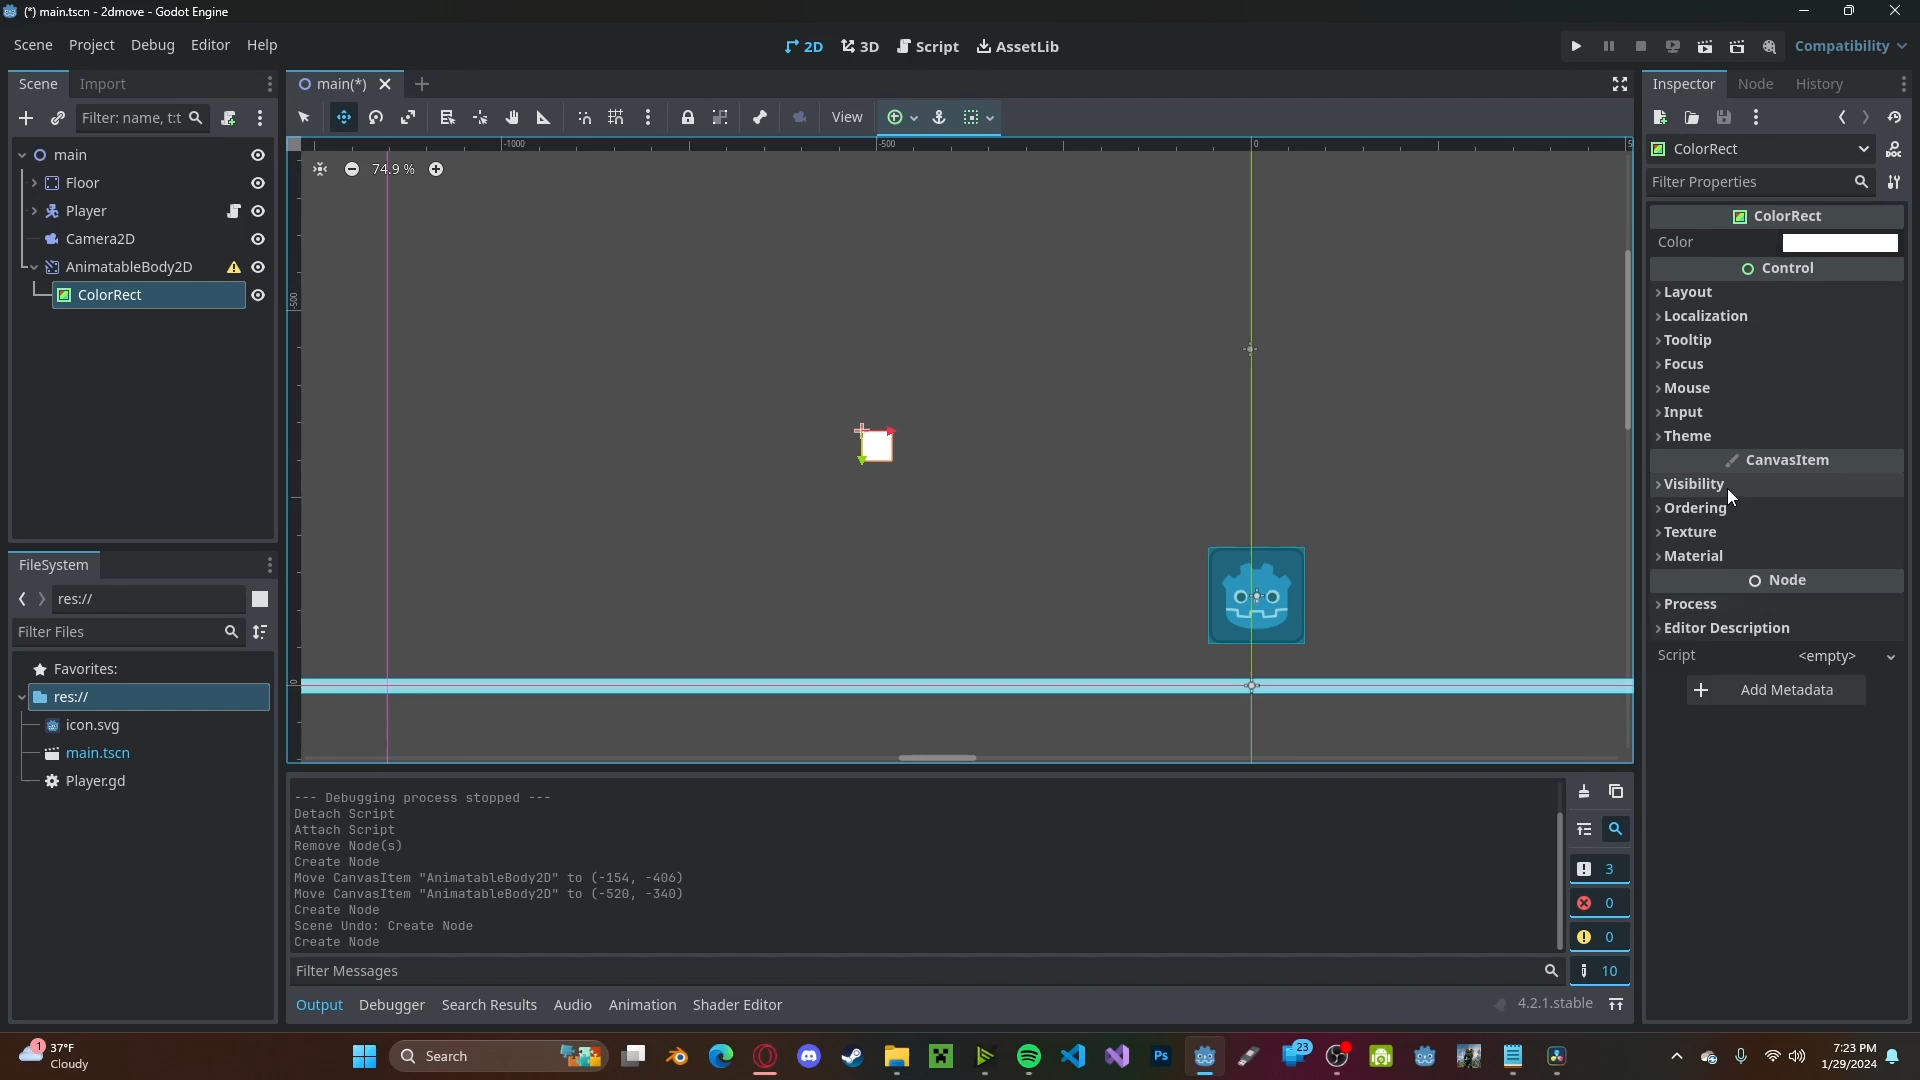 (*) main.tscn - 2dmove - Godot Engine
Scene Project Debug Editor Help
2D 3D Script AssetLib
Compatibility
Scene Import
main(*)
Inspector Node History
Filter: name, t:t
View
ColorRect
Filter Properties
main
Floor
Player
Camera2D
AnimatableBody2D
ColorRect
-1000 -500 0 5
74.9 %
-500
0
ColorRect
Color
Control
Layout
Localization
Tooltip
Focus
Mouse
Input
Theme
CanvasItem
Visibility
Ordering
Texture
Material
Node
Process
Editor Description
Script <empty>
Add Metadata
FileSystem
res://
Filter Files
Favorites:
res://
icon.svg
main.tscn
Player.gd
--- Debugging process stopped ---
Detach Script
Attach Script
Remove Node(s)
Create Node
Move CanvasItem "AnimatableBody2D" to (-154, -406)
Move CanvasItem "AnimatableBody2D" to (-520, -340)
Create Node
Scene Undo: Create Node
Create Node
3
0
0
10
Filter Messages
Output Debugger Search Results Audio Animation Shader Editor
4.2.1.stable
1
37°F
Cloudy
Search
Ps
23
7:23 PM
1/29/2024